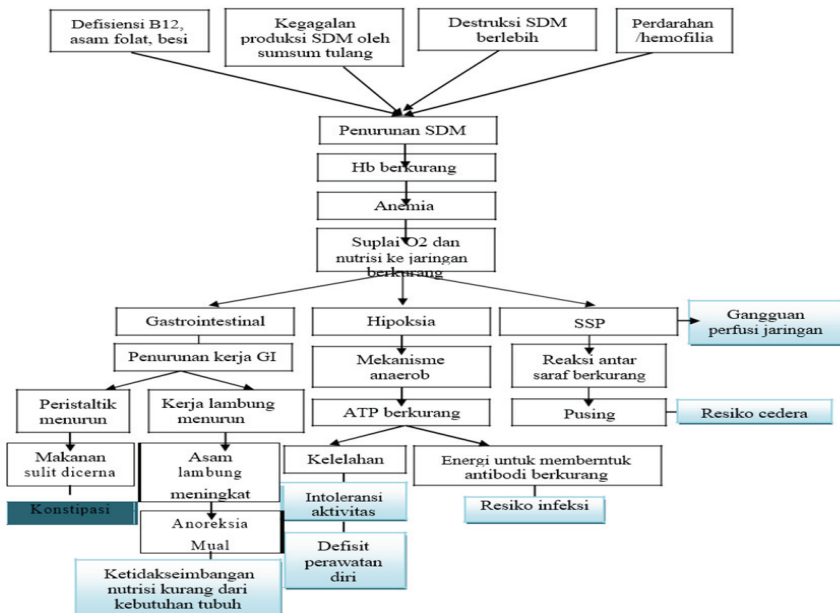 Defisiensi B12,
asam folat, besi
Kegagalan
produksi SDM oleh
sumsum tulang
Destruksi SDM
berlebih
Perdarahan
/hemofilia
Penurunan SDM
Hb berkurang
Anemia
Suplai O2 dan
nutrisi ke jaringan
berkurang
Gastrointestinal
Hipoksia
SSP
Gangguan
perfusi jaringan
Penurunan kerja GI
Mekanisme
anaerob
Reaksi antar
saraf berkurang
Peristaltik
menurun
Kerja lambung
menurun
ATP berkurang
Pusing
Resiko cedera
Makanan
sulit dicerna
Asam
lambung
meningkat
Kelelahan
Energi untuk memberntuk
antibodi berkurang
Konstipasi
Intoleransi
aktivitas
Resiko infeksi
Anoreksia
Mual
Defisit
perawatan
diri
Ketidakseimbangan
nutrisi kurang dari
kebutuhan tubuh